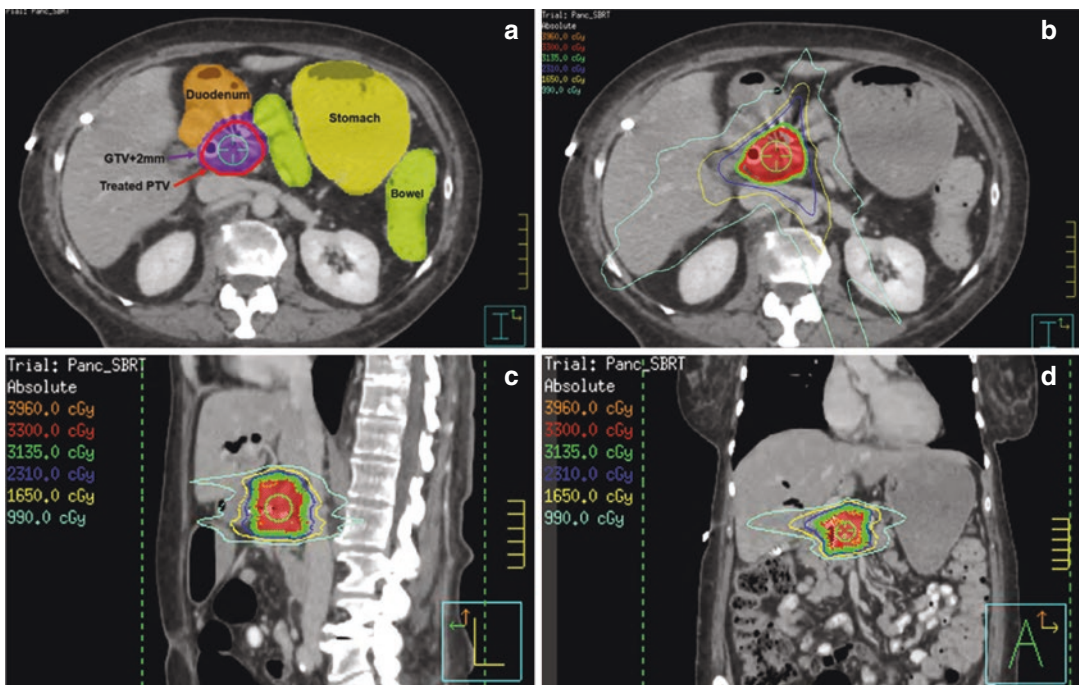 a
Duodenum
Stomach
GTV+2mm
Treated PTV
Bowel
b
Trial: Panc_SBRT
Absolute
3960.0 cGy
3300.0 cGy
3135.0 cGy
2310.0 cGy
1650.0 cGy
990.0 cGy
c
Trial: Panc_SBRT
Absolute
3960.0 cGy
3300.0 cGy
3135.0 cGy
2310.0 cGy
1650.0 cGy
990.0 cGy
d
Trial: Panc_SBRT
Absolute
3960.0 cGy
3300.0 cGy
3135.0 cGy
2310.0 cGy
1650.0 cGy
990.0 cGy
I
I
L
A